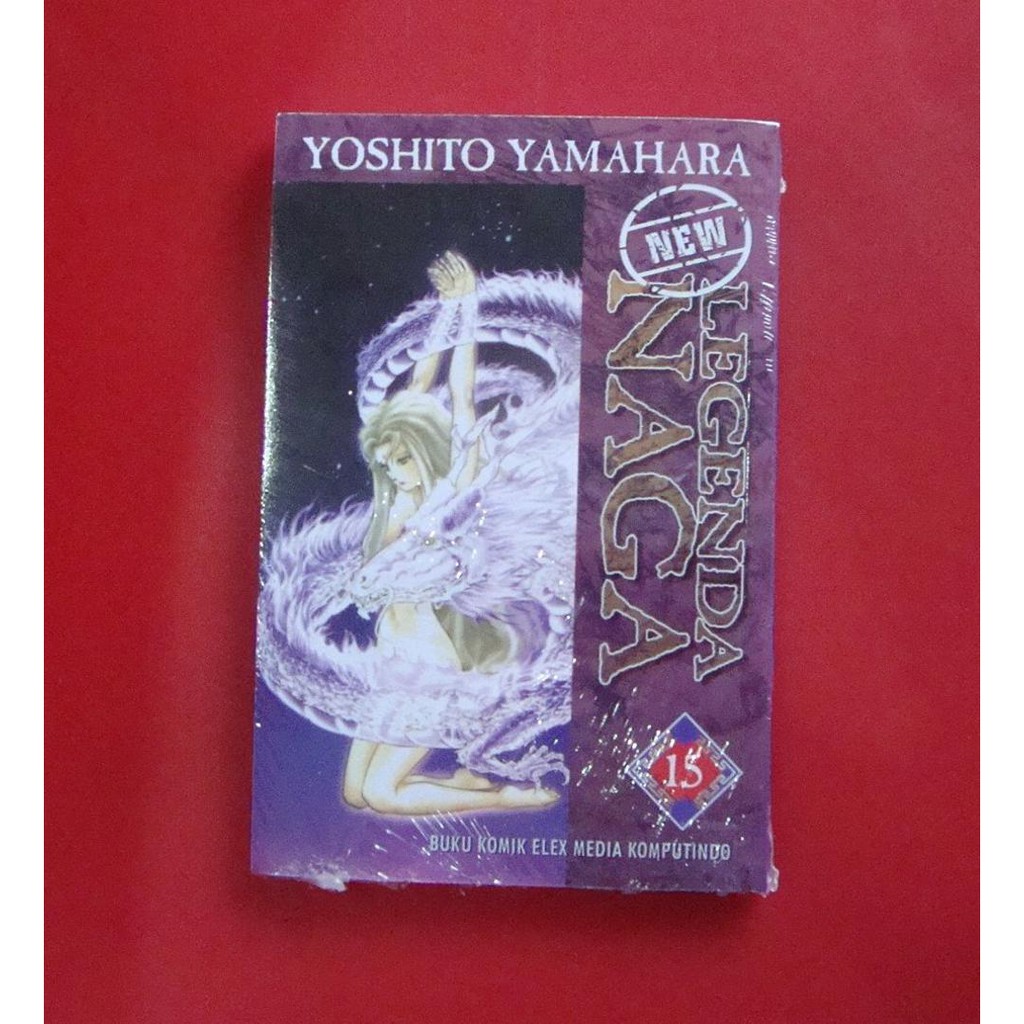 YOSHITO YAMAHARA
NEW
LEGENDA
NAGA
15
BUKU KOMIK ELEX MEDIA KOMPUTINDO